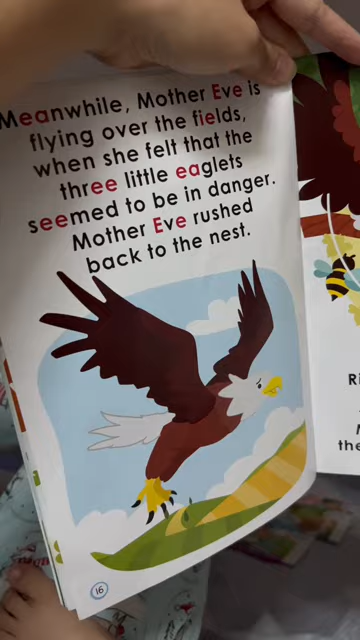 Meanwhile, Mother Eve is
flying over the fields,
when she felt that the
three little eaglets
seemed to be in danger.
Mother Eve rushed
back to the nest.
16
the